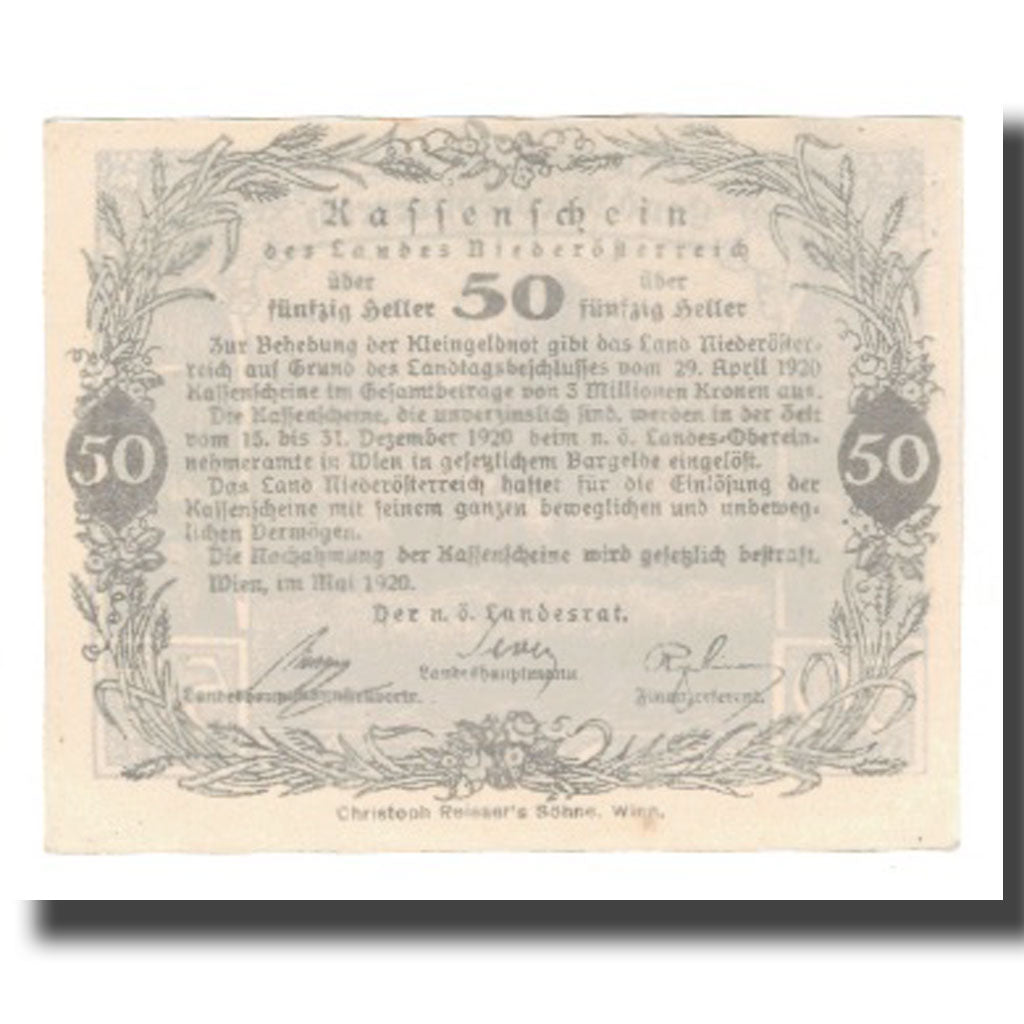 Kassenschein
des Landes Niederösterreich
über 50 über
fünfzig Heller fünfzig Heller
Zur Behebung der Kleingeldnot gibt das Land Niederöster-
reich auf Grund des Landtagsbeschlusses vom 29. April 1920
Kassenscheine im Gesamtbetrage von 3 Millionen Kronen aus.
Die Kassenscheine, die unverzinslich sind, werden in der Zeit
vom 15. bis 31. Dezember 1920 beim n. ö. Landes-Oberein-
nehmeramte in Wien in gesetzlichem Bargelde eingelöst.
50 50
Das Land Niederösterreich haftet für die Einlösung der
Kassenscheine mit seinem ganzen beweglichen und unbeweg-
lichen Vermögen.
Die Nachahmung der Kassenscheine wird gesetzlich bestraft.
Wien, im Mai 1920.
Der n. ö. Landesrat.
Landeshauptmann
Landeshauptmannstellvertr. Finanzreferent.
Christoph Reisser's Söhne, Wien.